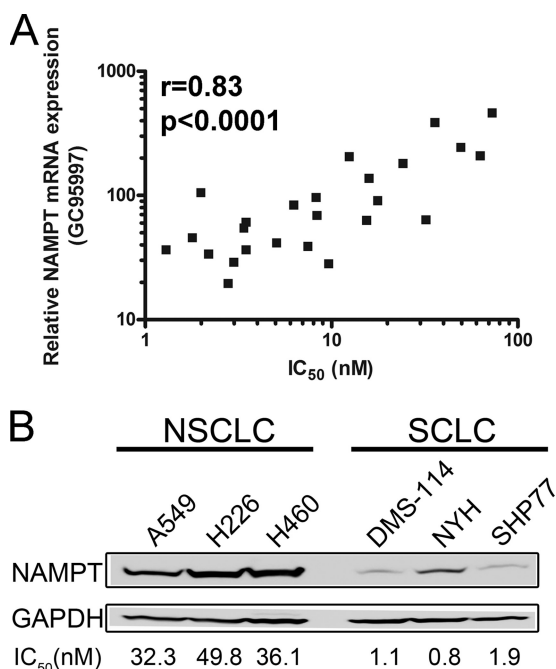 A
Relative NAMPT mRNA expression
(GC95997)
1000
100
10
r=0.83
p<0.0001
1
10
100
IC50 (nM)
B
NSCLC
SCLC
A549
H226
H460
DMS-114
NYH
SHP77
NAMPT
GAPDH
IC50(nM) 32.3 49.8 36.1 1.1 0.8 1.9